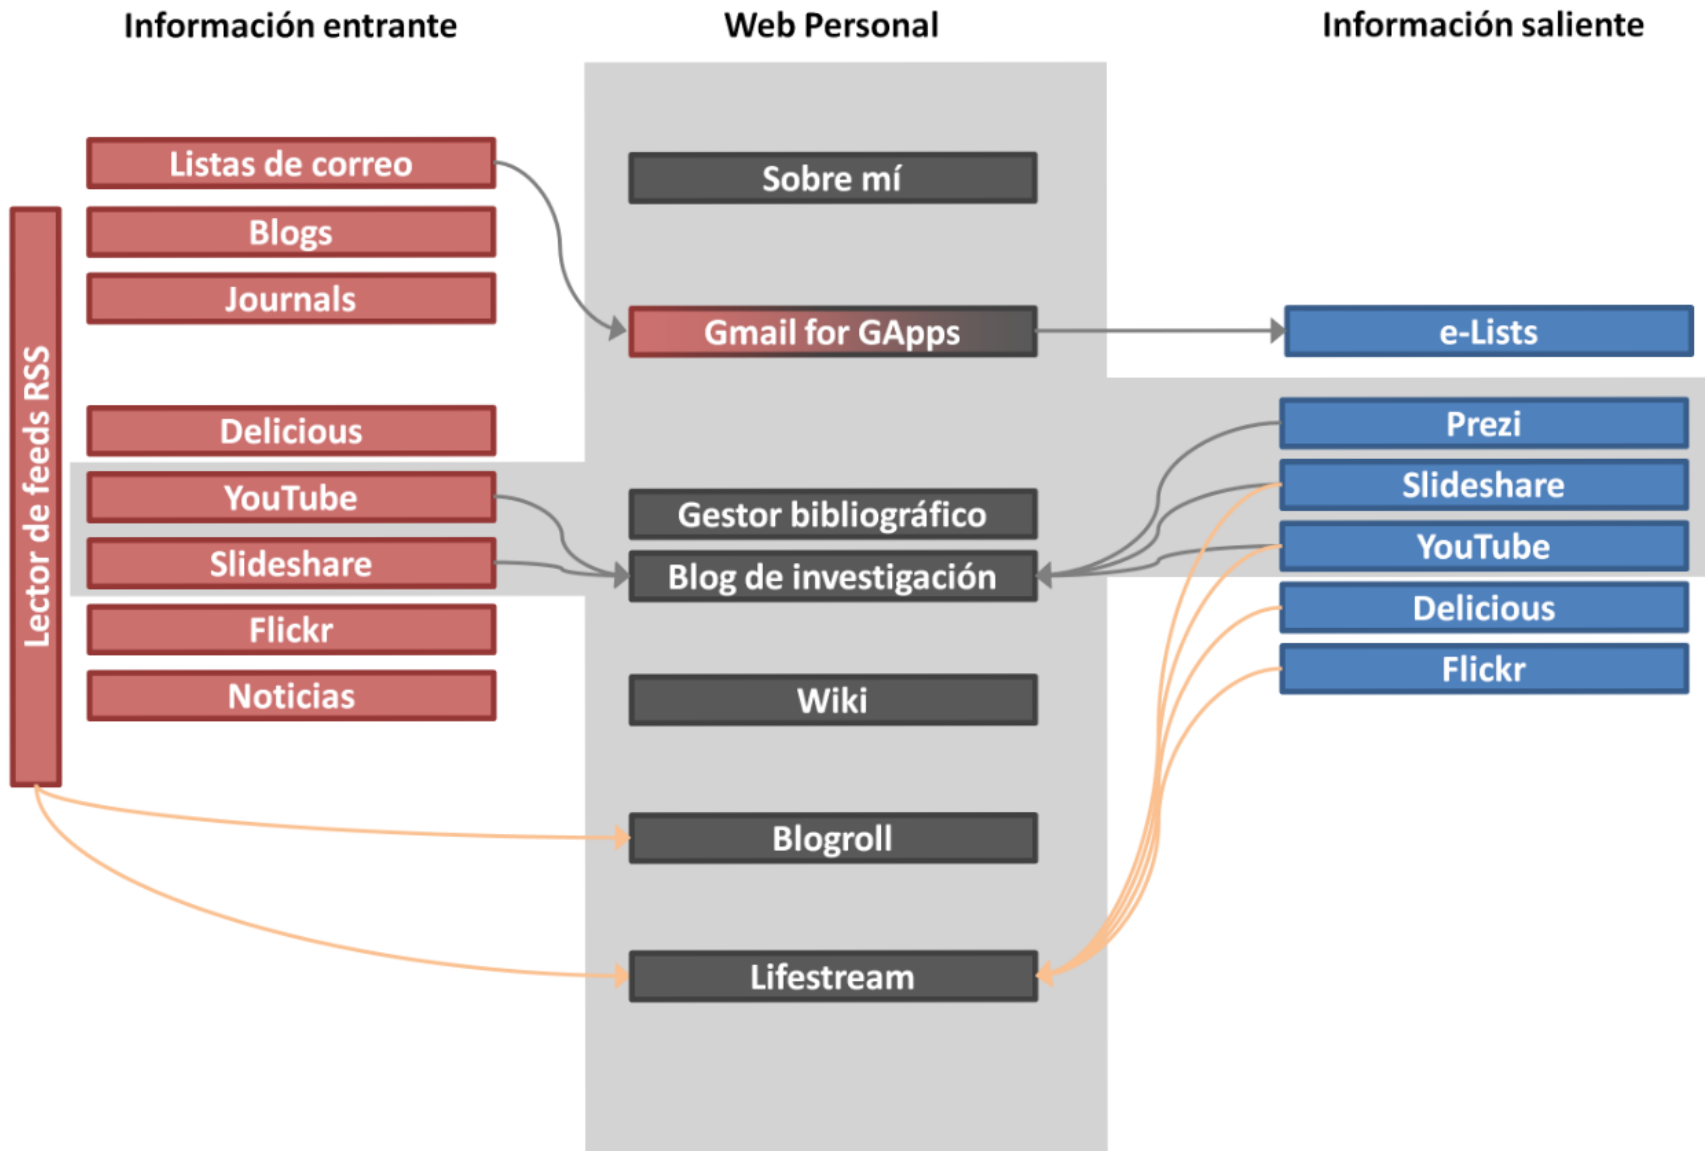 Información entrante
Web Personal
Información saliente
Lector de feeds RSS
Listas de correo
Blogs
Journals
Delicious
YouTube
Slideshare
Flickr
Noticias
Sobre mí
Gmail for GApps
Gestor bibliográfico
Blog de investigación
Wiki
Blogroll
Lifestream
e-Lists
Prezi
Slideshare
YouTube
Delicious
Flickr